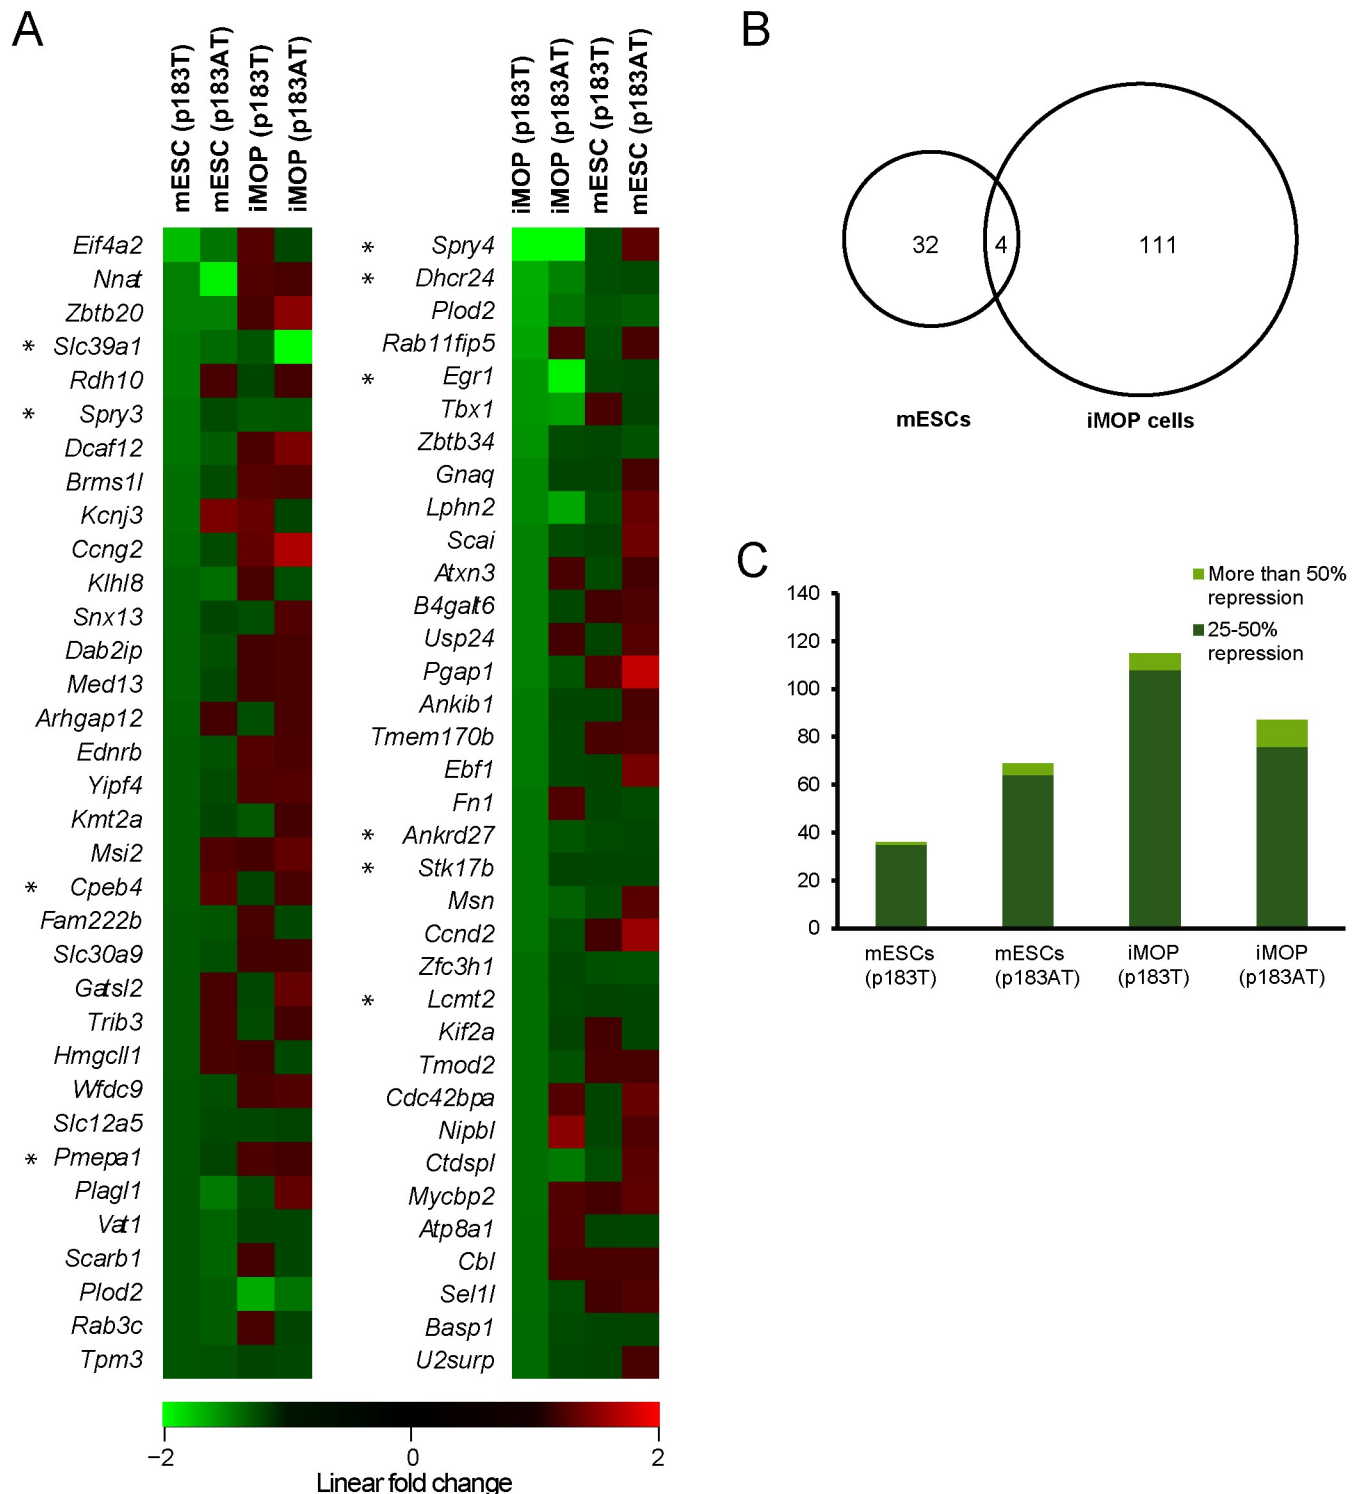 A
mESC (p183T)
mESC (p183AT)
iMOP (p183T)
iMOP (p183AT)
Eif4a2
Nnat
Zbtb20
* Slc39a1
Rdh10
* Spry3
Dcaf12
Brms1l
Kcnj3
Ccng2
Klhl8
Snx13
Dab2ip
Med13
Arhgap12
Ednrb
Yipf4
Kmt2a
Msi2
* Cpeb4
Fam222b
Slc30a9
Gatsl2
Trib3
Hmgcll1
Wfdc9
Slc12a5
* Pmepa1
Plagl1
Vat1
Scarb1
Plod2
Rab3c
Tpm3
iMOP (p183T)
iMOP (p183AT)
mESC (p183T)
mESC (p183AT)
* Spry4
* Dhcr24
Plod2
Rab11fip5
* Egr1
Tbx1
Zbtb34
Gnaq
Lphn2
Scai
Atxn3
B4galt6
Usp24
Pgap1
Ankib1
Tmem170b
Ebf1
Fn1
* Ankrd27
* Stk17b
Msn
Ccnd2
Zfc3h1
* Lcmt2
Kif2a
Tmod2
Cdc42bpa
Nipbl
Ctdspl
Mycbp2
Atp8a1
Cbl
Sel1l
Basp1
U2surp
−2 0 2
Linear fold change
B
32 4 111
mESCs iMOP cells
C
More than 50%
repression
25-50%
repression
140
120
100
80
60
40
20
0
mESCs
(p183T)
mESCs
(p183AT)
iMOP
(p183T)
iMOP
(p183AT)